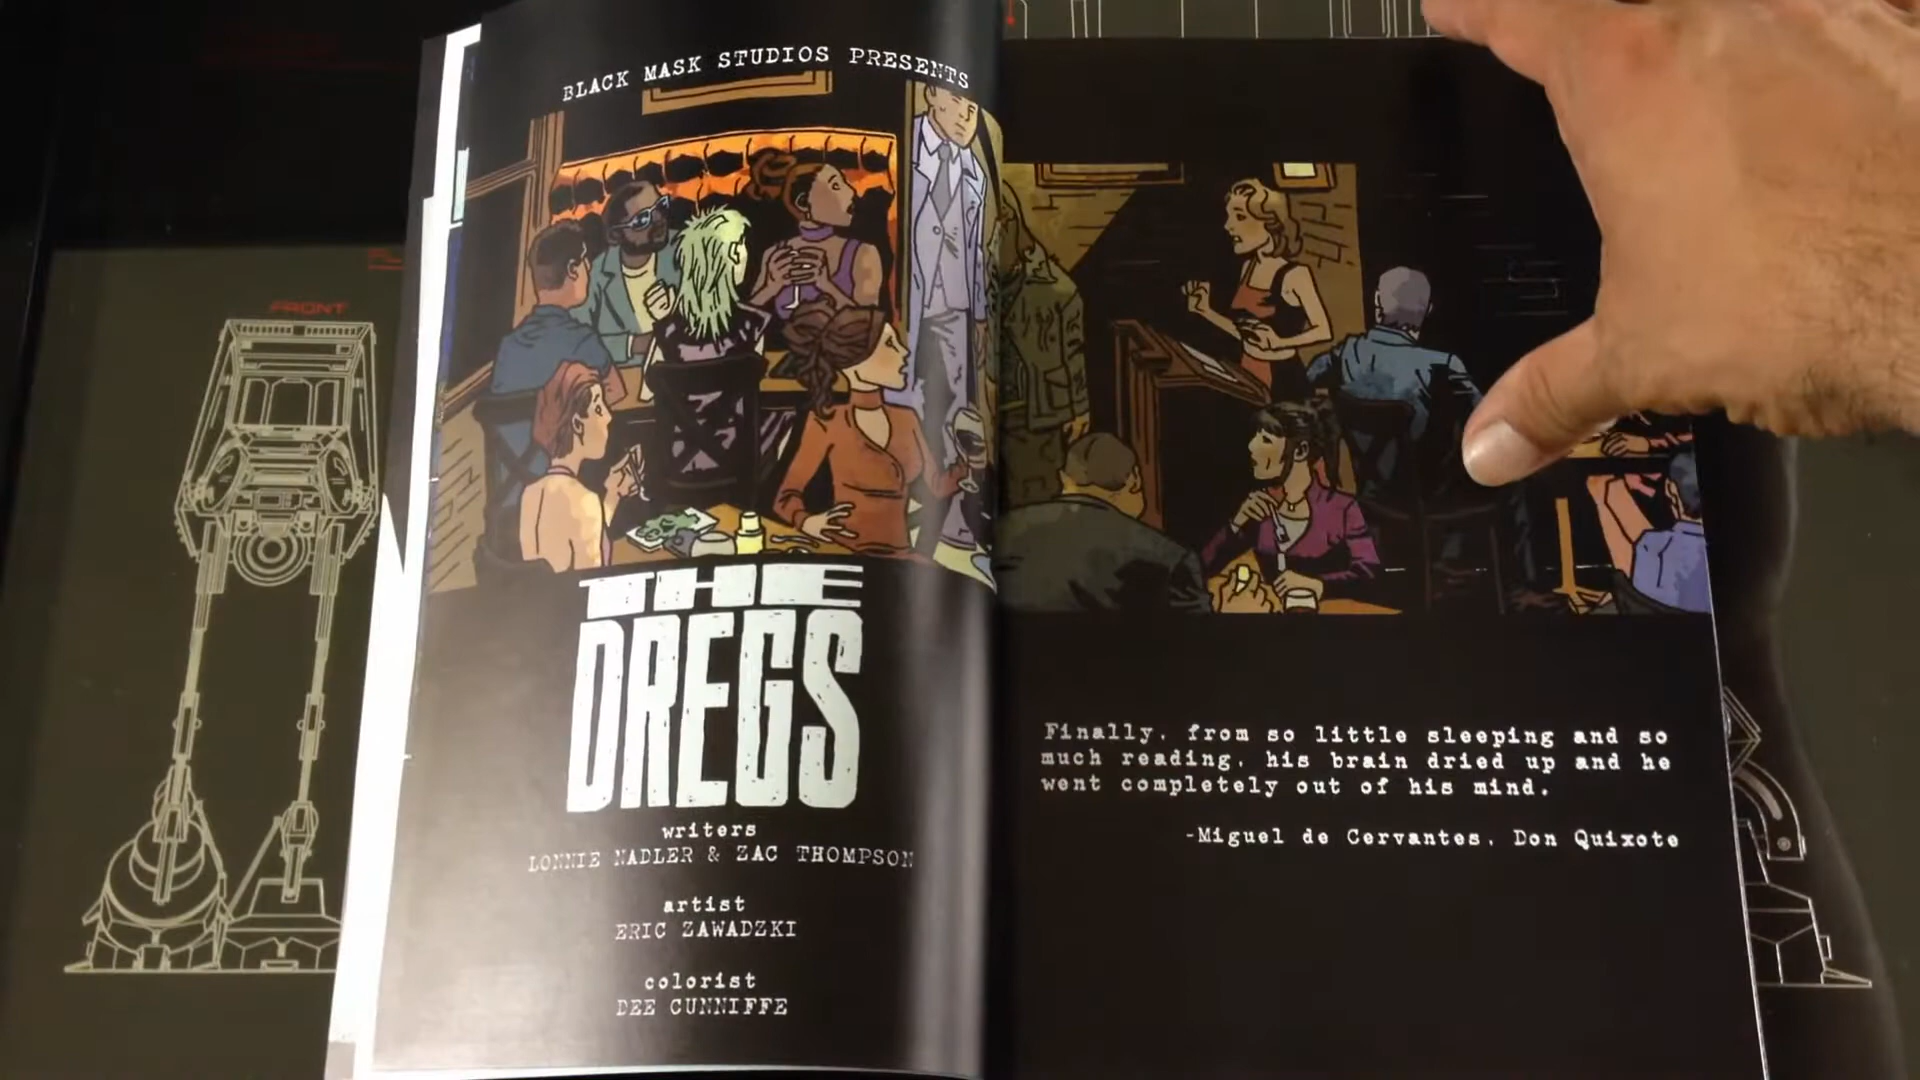 FRONT
BLACK MASK STUDIOS PRESENTS
THE
DREGS
writers
LONNIE NADLER & ZAC THOMPSON
artist
ERIC ZAWADZKI
colorist
DEE CUNNIFFE
Finally, from so little sleeping and so
much reading, his brain dried up and he
went completely out of his mind.
-Miguel de Cervantes, Don Quixote